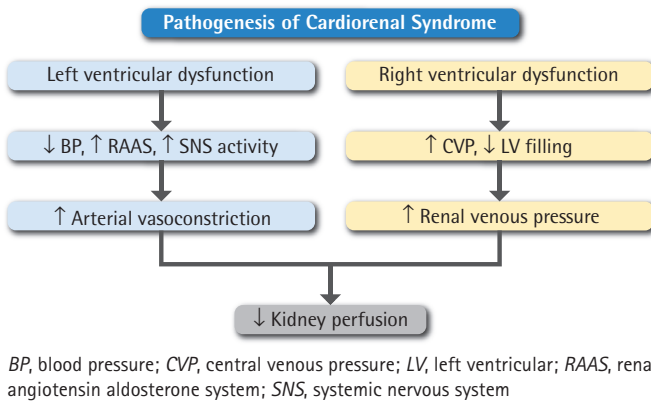 Pathogenesis of Cardiorenal Syndrome
Left ventricular dysfunction
Right ventricular dysfunction
↓ BP, ↑ RAAS, ↑ SNS activity
↑ CVP, ↓ LV filling
↑ Arterial vasoconstriction
↑ Renal venous pressure
↓ Kidney perfusion
BP, blood pressure; CVP, central venous pressure; LV, left ventricular; RAAS, rena
angiotensin aldosterone system; SNS, systemic nervous system